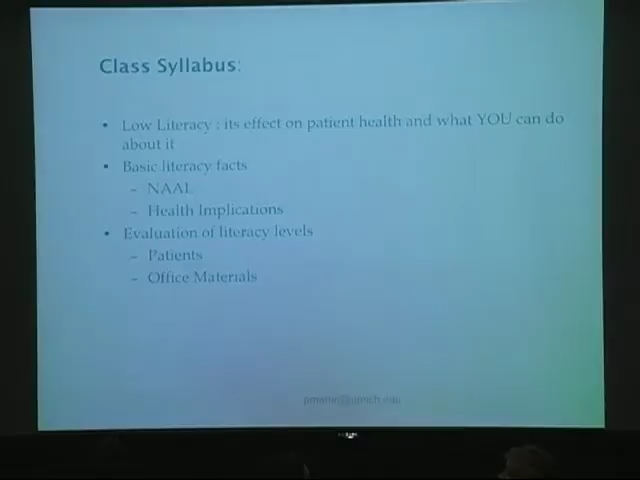 Class Syllabus:
• Low Literacy : its effect on patient health and what YOU can do
about it
• Basic literacy facts
– NAAL
– Health Implications
• Evaluation of literacy levels
– Patients
– Office Materials